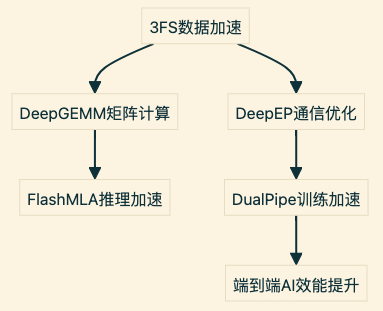 3FS数据加速
DeepGEMM矩阵计算
DeepEP通信优化
FlashMLA推理加速
DualPipe训练加速
端到端AI效能提升